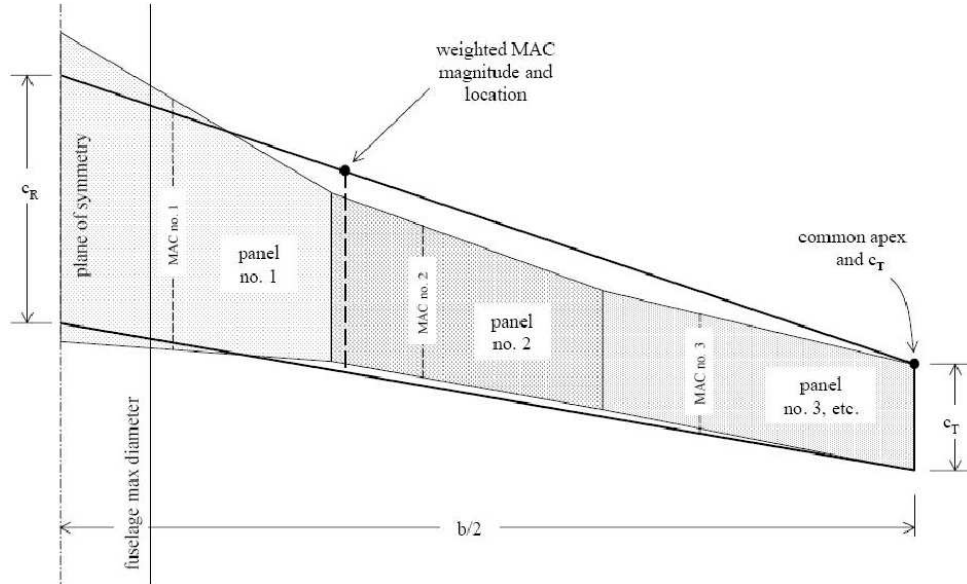 weighted MAC
magnitude and
location
c_R
plane of symmetry
MAC no. 1
panel
no. 1
MAC no. 2
panel
no. 2
MAC no. 3
panel
no. 3, etc.
common apex
and c_T
c_T
fuselage max diameter
b/2